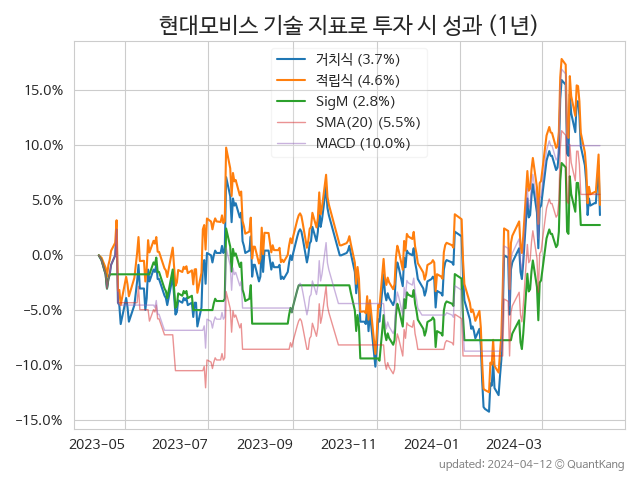 현대모비스 기술 지표로 투자 시 성과 (1년)
거치식 (3.7%)
적립식 (4.6%)
SigM (2.8%)
SMA(20) (5.5%)
MACD (10.0%)
15.0%
10.0%
5.0%
0.0%
−5.0%
−10.0%
−15.0%
2023-05 2023-07 2023-09 2023-11 2024-01 2024-03
updated: 2024-04-12 © QuantKang